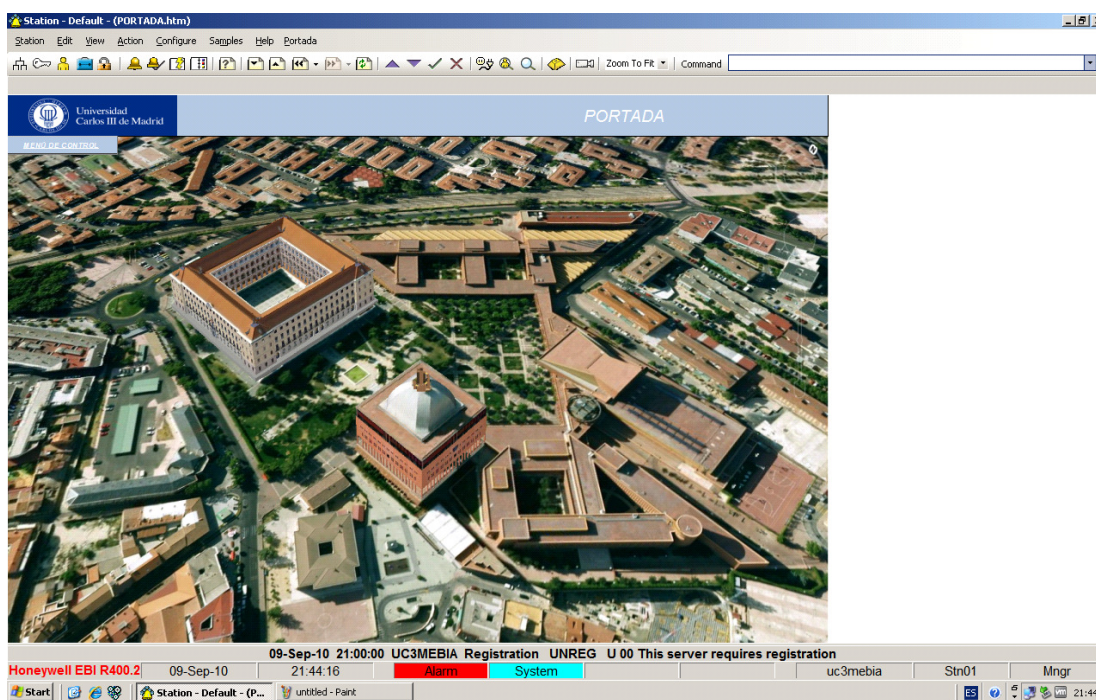 Station - Default - (PORTADA.htm)
Station Edit View Action Configure Samples Help Portada
Zoom To Fit Command
Universidad
Carlos III de Madrid
PORTADA
MENÚ DE CONTROL
09-Sep-10 21:00:00 UC3MEBIA Registration UNREG U 00 This server requires registration
Honeywell EBI R400.2 09-Sep-10 21:44:16 Alarm System uc3mebia Stn01 Mngr
Start Station - Default - (P... untitled - Paint ES 21:44